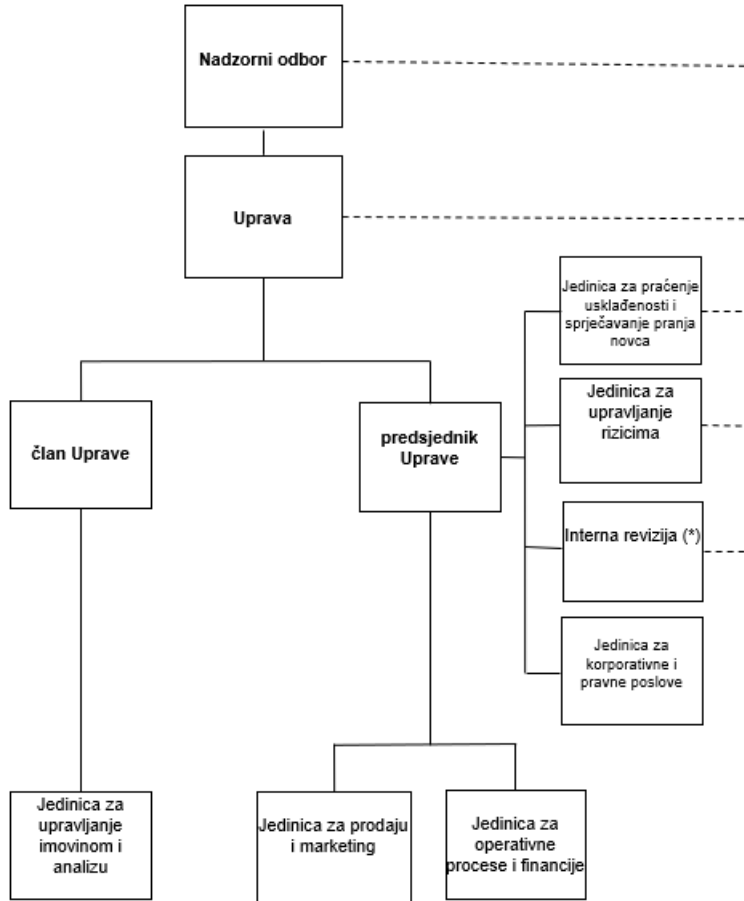 Nadzorni odbor
Uprava
Jedinica za praćenje
usklađenosti i
sprječavanje pranja
novca
Jedinica za
upravljanje
rizicima
član Uprave
predsjednik
Uprave
Interna revizija (*)
Jedinica za
korporativne i
pravne poslove
Jedinica za
upravljanje
imovinom i
analizu
Jedinica za prodaju
i marketing
Jedinica za
operativne
procese i financije